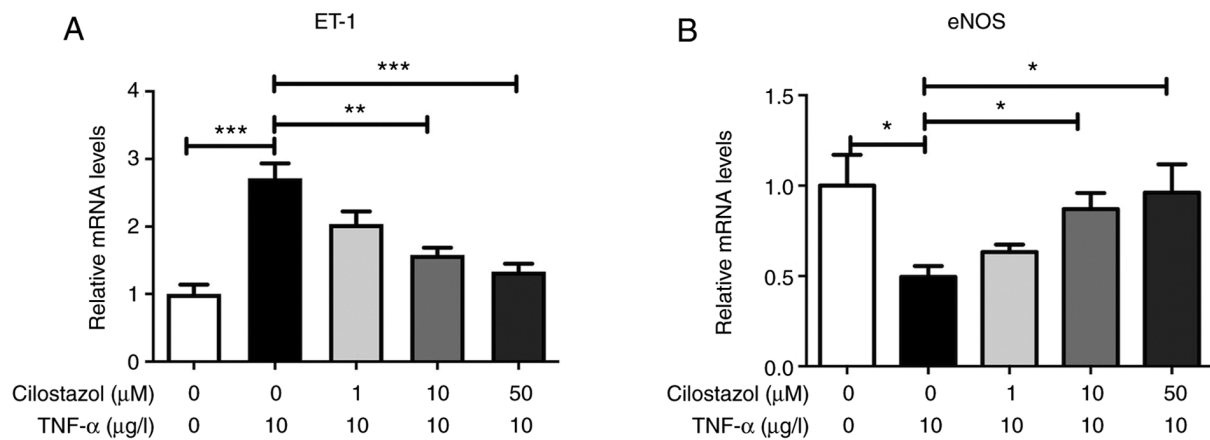 A
ET-1
***
**
***
Relative mRNA levels
4
3
2
1
0
Cilostazol (μM) 0 0 1 10 50
TNF-α (μg/l) 0 10 10 10 10
B
eNOS
*
*
*
Relative mRNA levels
1.5
1.0
0.5
0.0
Cilostazol (μM) 0 0 1 10 50
TNF-α (μg/l) 0 10 10 10 10